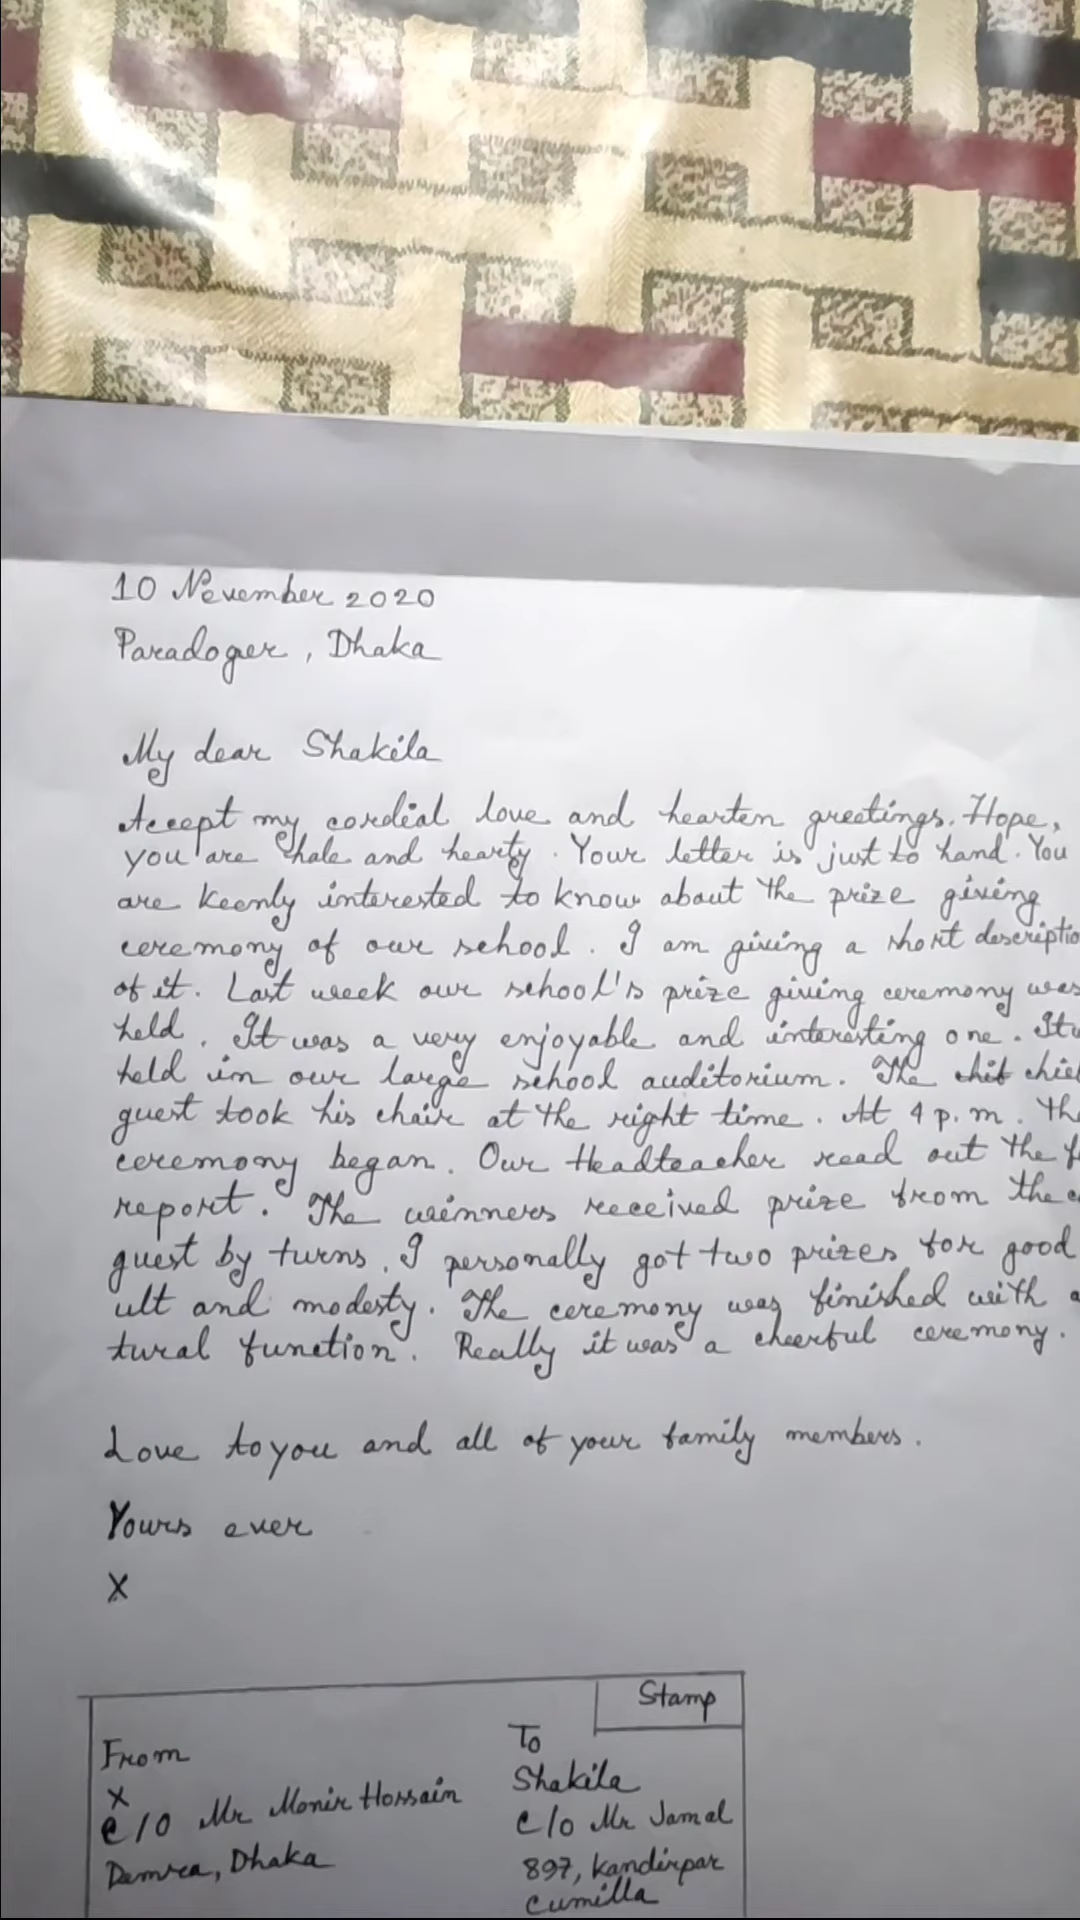 10 November 2020
Paradoger, Dhaka
My dear Shakila
Accept my cordial love and hearten greetings. Hope,
you are hale and hearty. Your letter is just to hand. You
are keenly interested to know about the prize giving
ceremony of our school. I am giving a short descriptio
of it. Last week our school's prize giving ceremony was
held. It was a very enjoyable and interesting one. It
held in our large school auditorium. The chit chief
guest took his chair at the right time. At 4 p.m. the
ceremony began. Our Headteacher read out the
report. The winners received prize from the
guest by turns. I personally got two prizes for good
ult and modesty. The ceremony was finished with a
tural function. Really it was a cheerful ceremony.
Love to you and all of your family members.
Yours ever
X
Stamp
From
X
C/O Mr Monir Hossain
Demra, Dhaka
To
Shakila
C/o Mr Jamal
897, Kandirpar
Cumilla